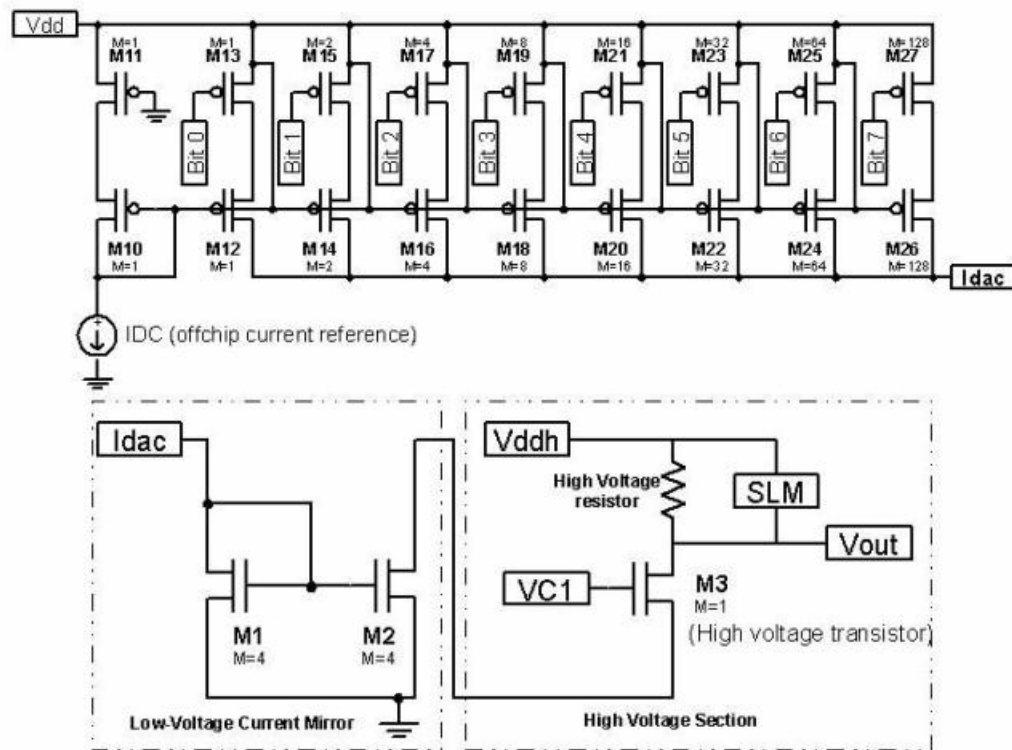 Vdd
M=1 M=1 M=2 M=4 M=8 M=16 M=32 M=64 M=128
M11 M13 M15 M17 M19 M21 M23 M25 M27
Bit 0 Bit 1 Bit 2 Bit 3 Bit 4 Bit 5 Bit 6 Bit 7
M10 M12 M14 M16 M18 M20 M22 M24 M26
M=1 M=1 M=2 M=4 M=8 M=16 M=32 M=64 M=128
Idac
IDC (offchip current reference)
Idac
Vddh
High Voltage
resistor
SLM
Vout
VC1
M3
M=1
(High voltage transistor)
M1 M2
M=4 M=4
Low-Voltage Current Mirror
High Voltage Section